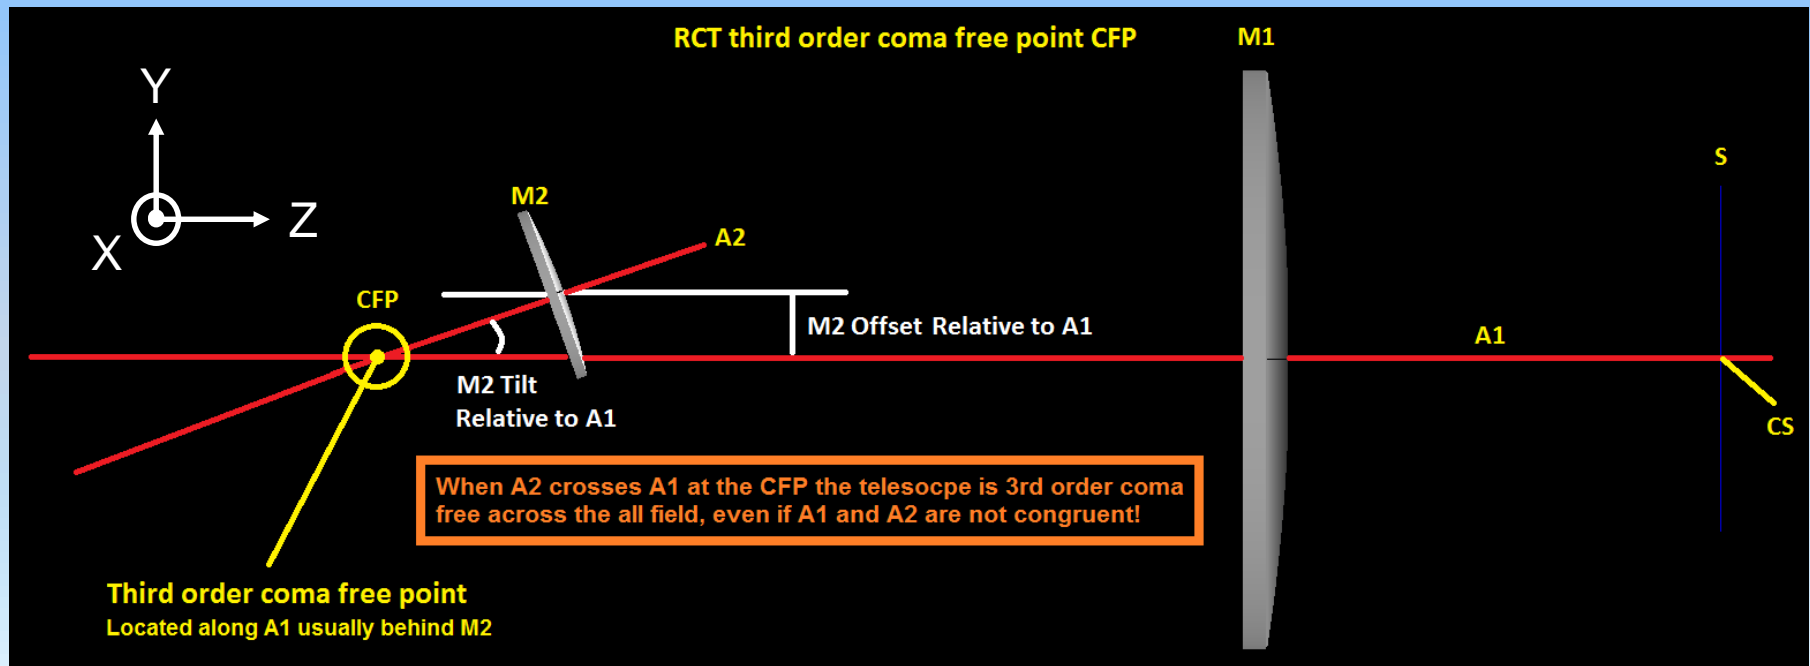 RCT third order coma free point CFP
M1
Y
S
M2
Z
A2
X
CFP
M2 Offset Relative to A1
A1
M2 Tilt
Relative to A1
CS
When A2 crosses A1 at the CFP the telesocpe is 3rd order coma
free across the all field, even if A1 and A2 are not congruent!
Third order coma free point
Located along A1 usually behind M2